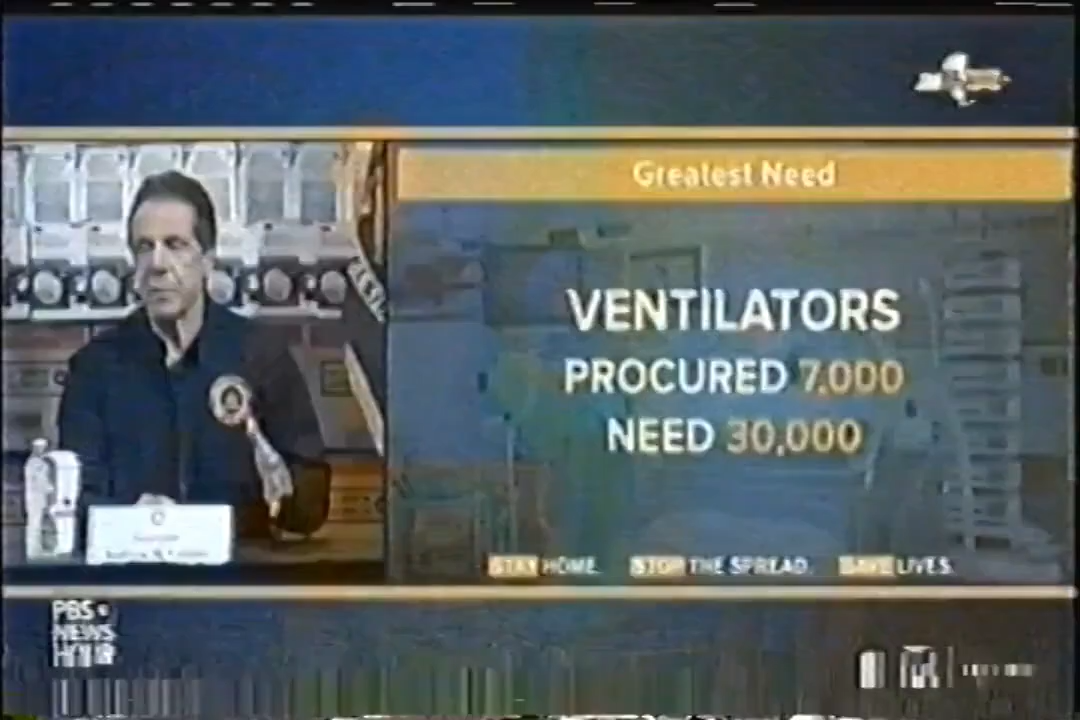 Greatest Need
VENTILATORS
PROCURED 7,000
NEED 30,000
STAY HOME. STOP THE SPREAD. SAVE LIVES.
PBS
NEWS
HOUR